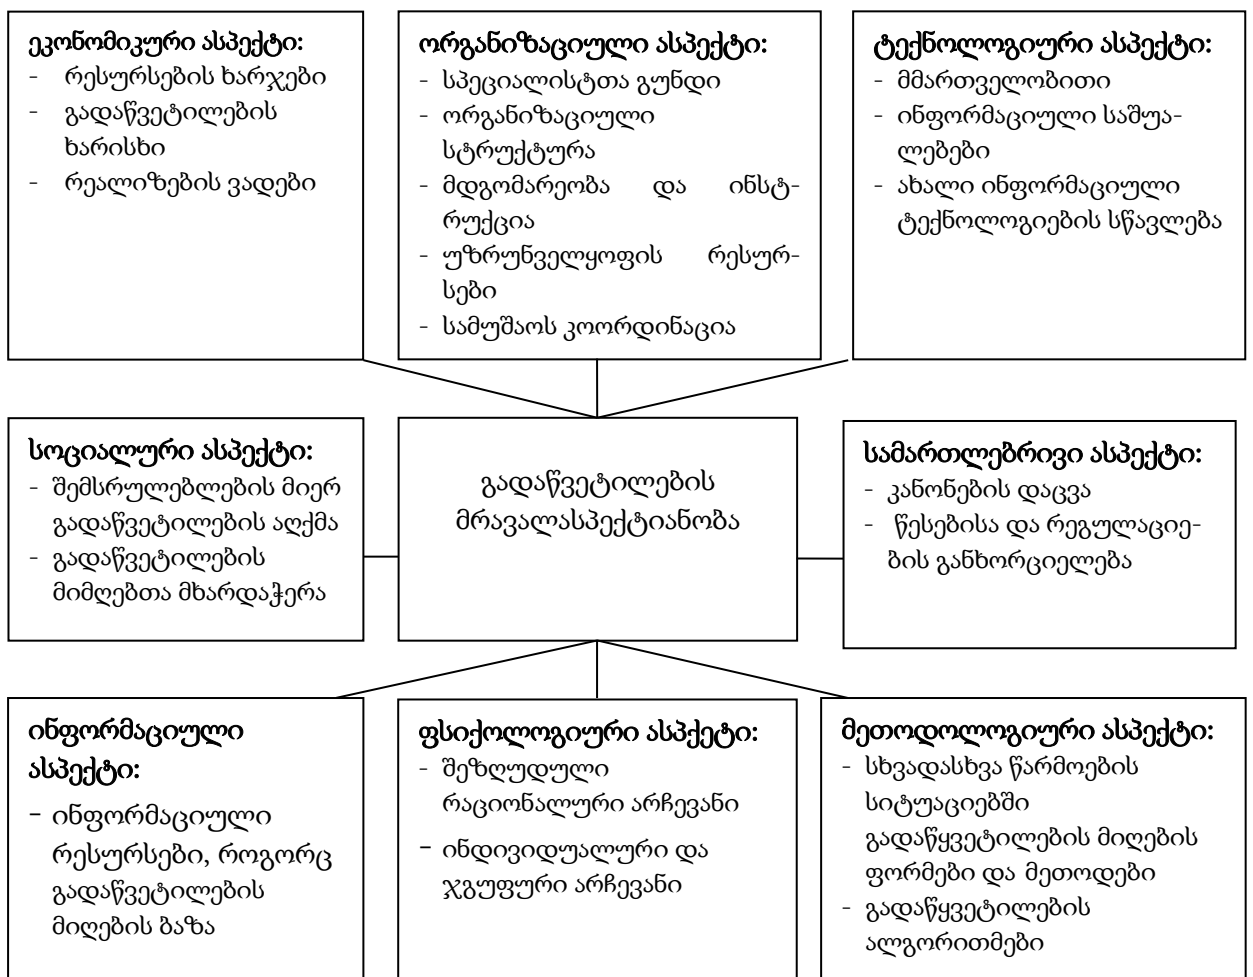 ეკონომიკური ასპექტი:
- რესურსების ხარჯები
- გადაწვეტილების
ხარისხი
- რეალიზების ვადები
ორგანიზაციული ასპექტი:
- სპეციალისტთა გუნდი
- ორგანიზაციული
სტრუქტურა
- მდგომარეობა და ინსტ-
რუქცია
- უზრუნველყოფის რესურ-
სები
- სამუშაოს კოორდინაცია
ტექნოლოგიური ასპექტი:
- მმართველობითი
- ინფორმაციული საშუა-
ლებები
- ახალი ინფორმაციული
ტექნოლოგიების სწავლება
სოციალური ასპექტი:
- შემსრულებლების მიერ
გადაწვეტილების აღქმა
- გადაწვეტილების
მიმღებთა მხარდაჭერა
გადაწვეტილების
მრავალასპექტიანობა
სამართლებრივი ასპექტი:
- კანონების დაცვა
- წესებისა და რეგულაციე-
ბის განხორციელება
ინფორმაციული
ასპექტი:
- ინფორმაციული
რესურსები, როგორც
გადაწვეტილების
მიღების ბაზა
ფსიქოლოგიური ასპქეტი:
- შეზღუდული
რაციონალური არჩევანი
- ინდივიდუალური და
ჯგუფური არჩევანი
მეთოდოლოგიური ასპექტი:
- სხვადასხვა წარმოების
სიტუაციებში
გადაწყვეტილების მიღების
ფორმები და მეთოდები
- გადაწყვეტილების
ალგორითმები